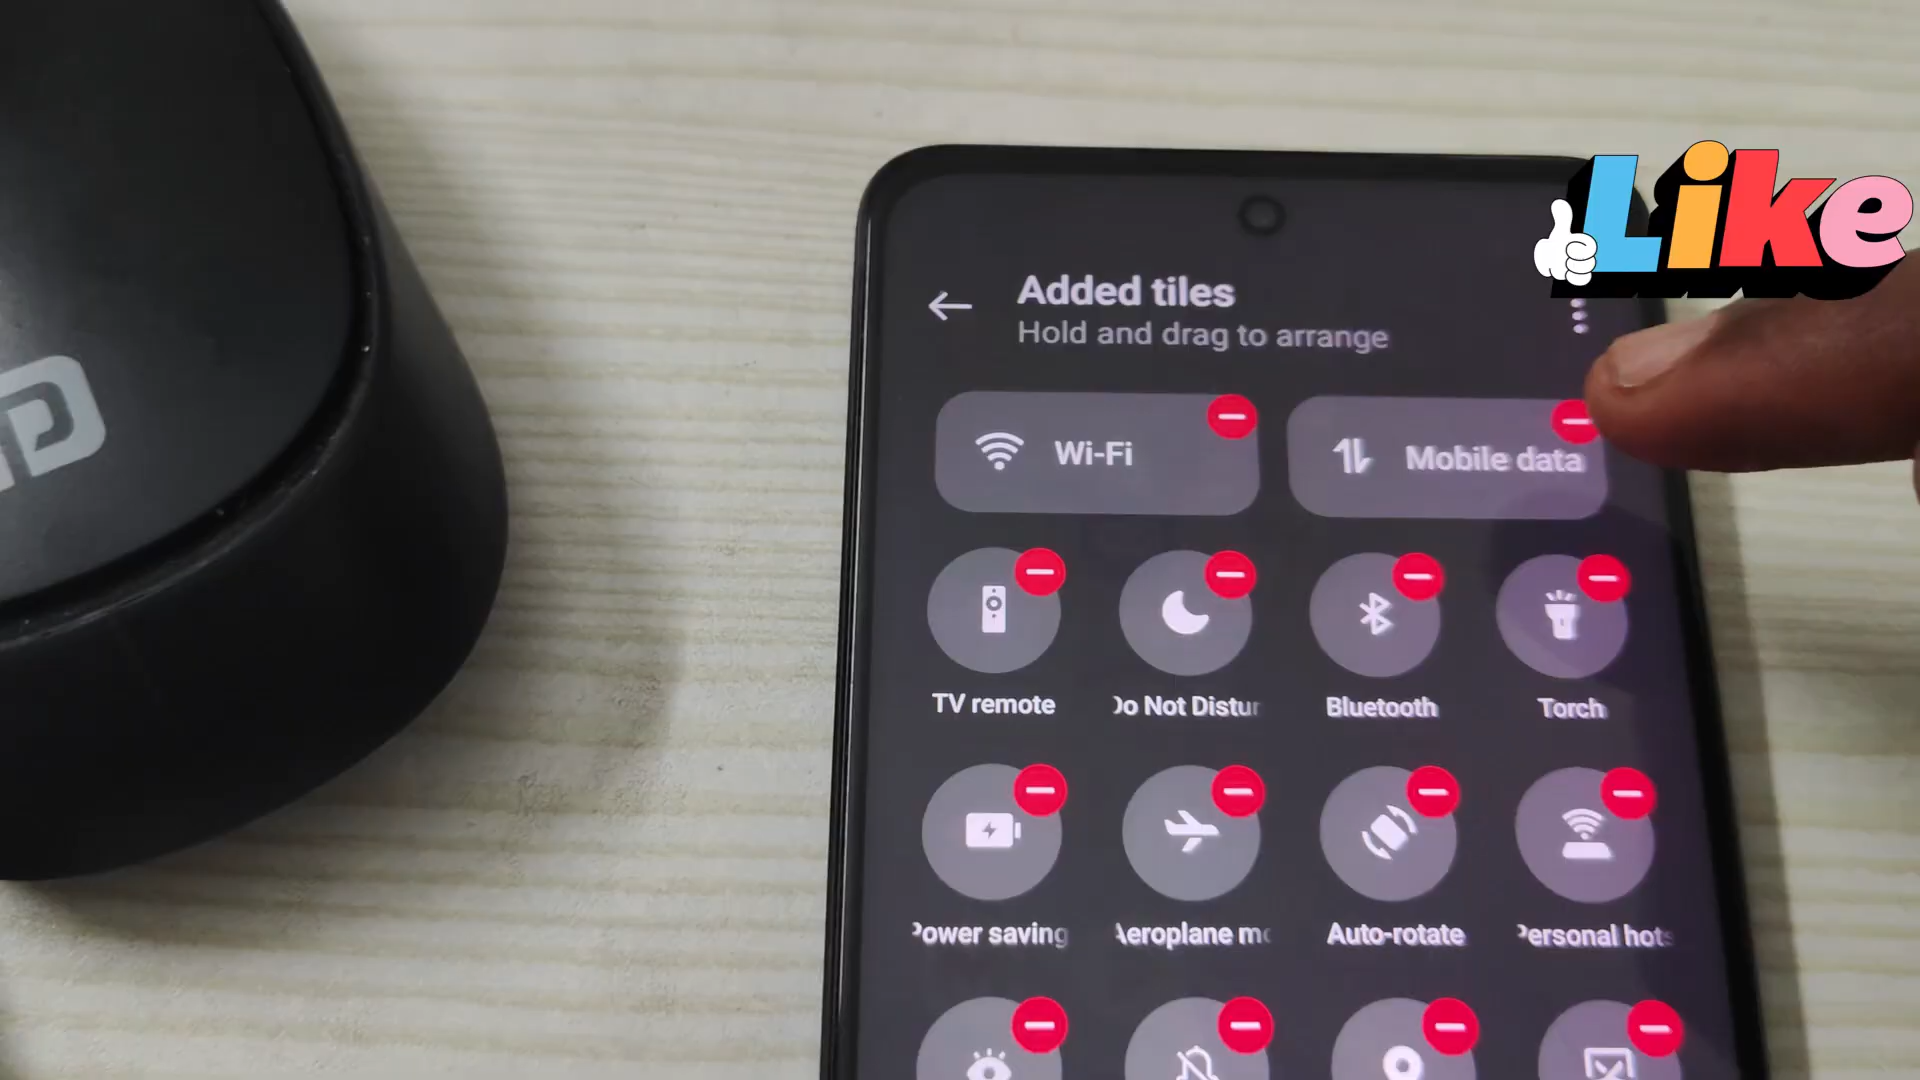 Like
Added tiles
Hold and drag to arrange
Wi-Fi
Mobile data
TV remote
Do Not Distur
Bluetooth
Torch
Power saving
Aeroplane mo
Auto-rotate
Personal hots